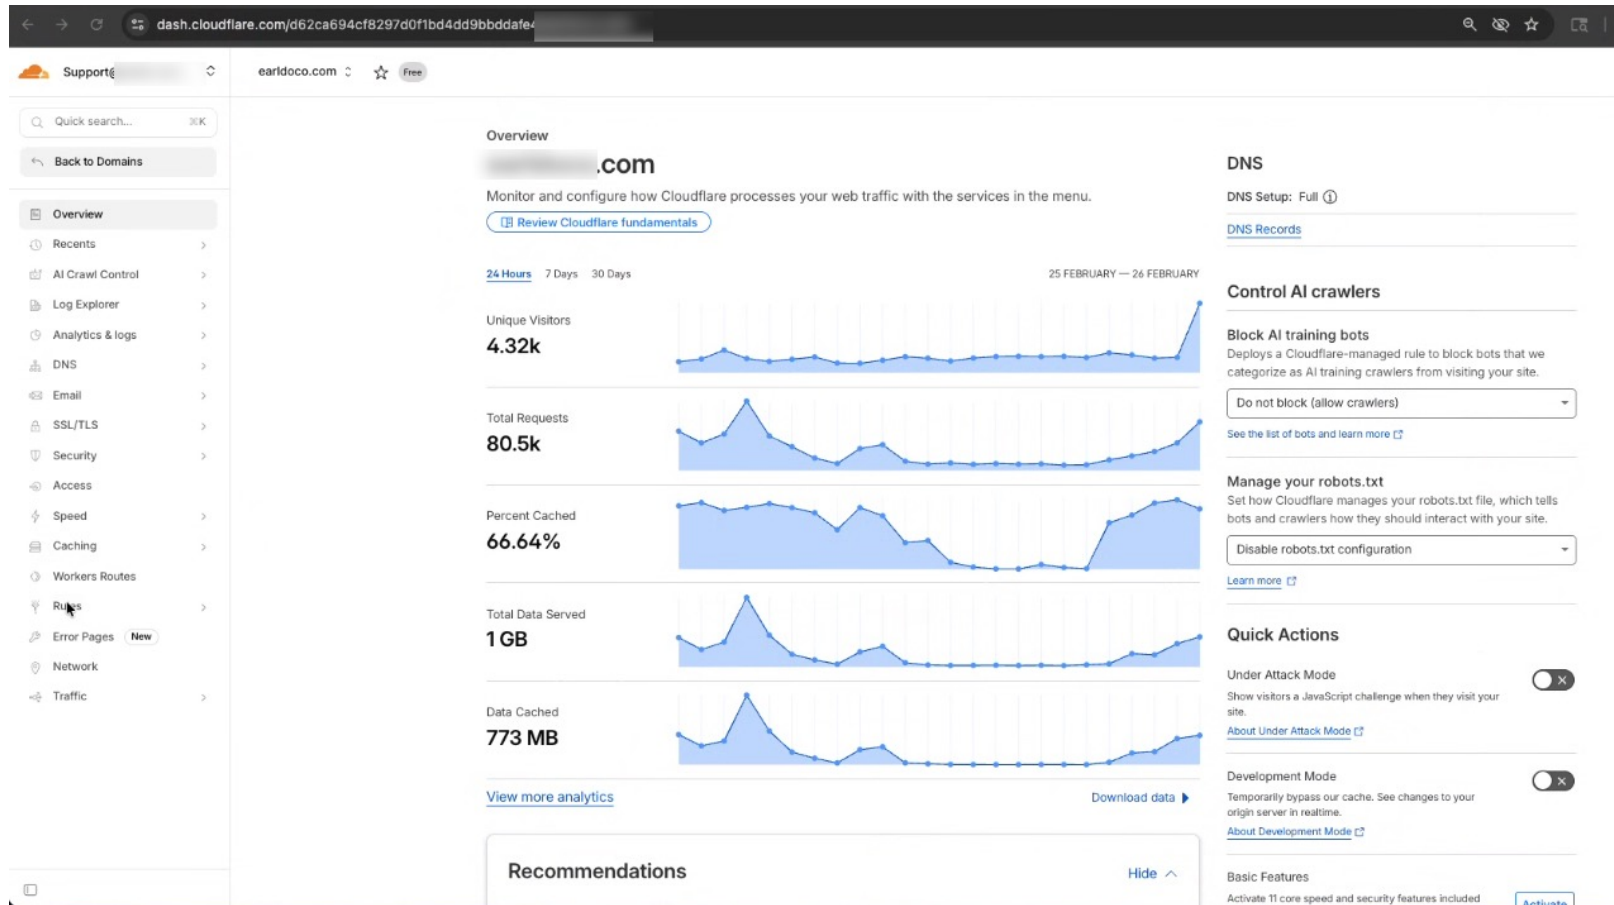 dash.cloudflare.com/d62ca694cf8297d0f1bd4dd9bbddafe
Support@
earldoco.com
Free
Quick search...
⌘K
Back to Domains
Overview
Recents
AI Crawl Control
Log Explorer
Analytics & logs
DNS
Email
SSL/TLS
Security
Access
Speed
Caching
Workers Routes
Rules
Error Pages New
Network
Traffic
Overview
.com
Monitor and configure how Cloudflare processes your web traffic with the services in the menu.
Review Cloudflare fundamentals
24 Hours 7 Days 30 Days
25 FEBRUARY — 26 FEBRUARY
Unique Visitors
4.32k
Total Requests
80.5k
Percent Cached
66.64%
Total Data Served
1 GB
Data Cached
773 MB
View more analytics
Download data
Recommendations
Hide
DNS
DNS Setup: Full
DNS Records
Control AI crawlers
Block AI training bots
Deploys a Cloudflare-managed rule to block bots that we
categorize as AI training crawlers from visiting your site.
Do not block (allow crawlers)
See the list of bots and learn more
Manage your robots.txt
Set how Cloudflare manages your robots.txt file, which tells
bots and crawlers how they should interact with your site.
Disable robots.txt configuration
Learn more
Quick Actions
Under Attack Mode
Show visitors a JavaScript challenge when they visit your
site.
About Under Attack Mode
Development Mode
Temporarily bypass our cache. See changes to your
origin server in realtime.
About Development Mode
Basic Features
Activate 11 core speed and security features included
Activate